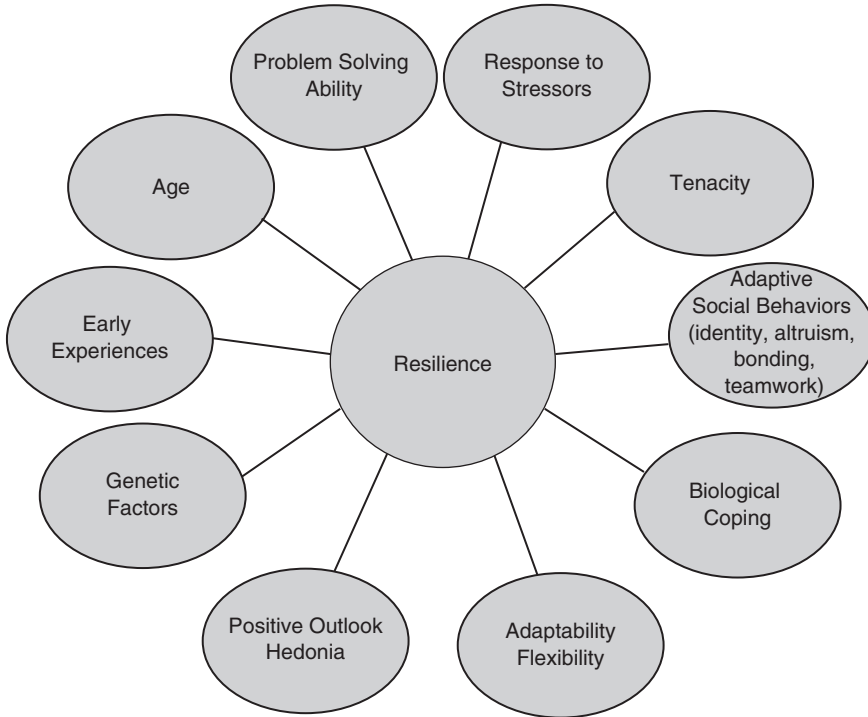 Problem Solving
Ability
Response to
Stressors
Age
Tenacity
Adaptive
Social Behaviors
(identity, altruism,
bonding,
teamwork)
Early
Experiences
Resilience
Genetic
Factors
Biological
Coping
Positive Outlook
Hedonia
Adaptability
Flexibility